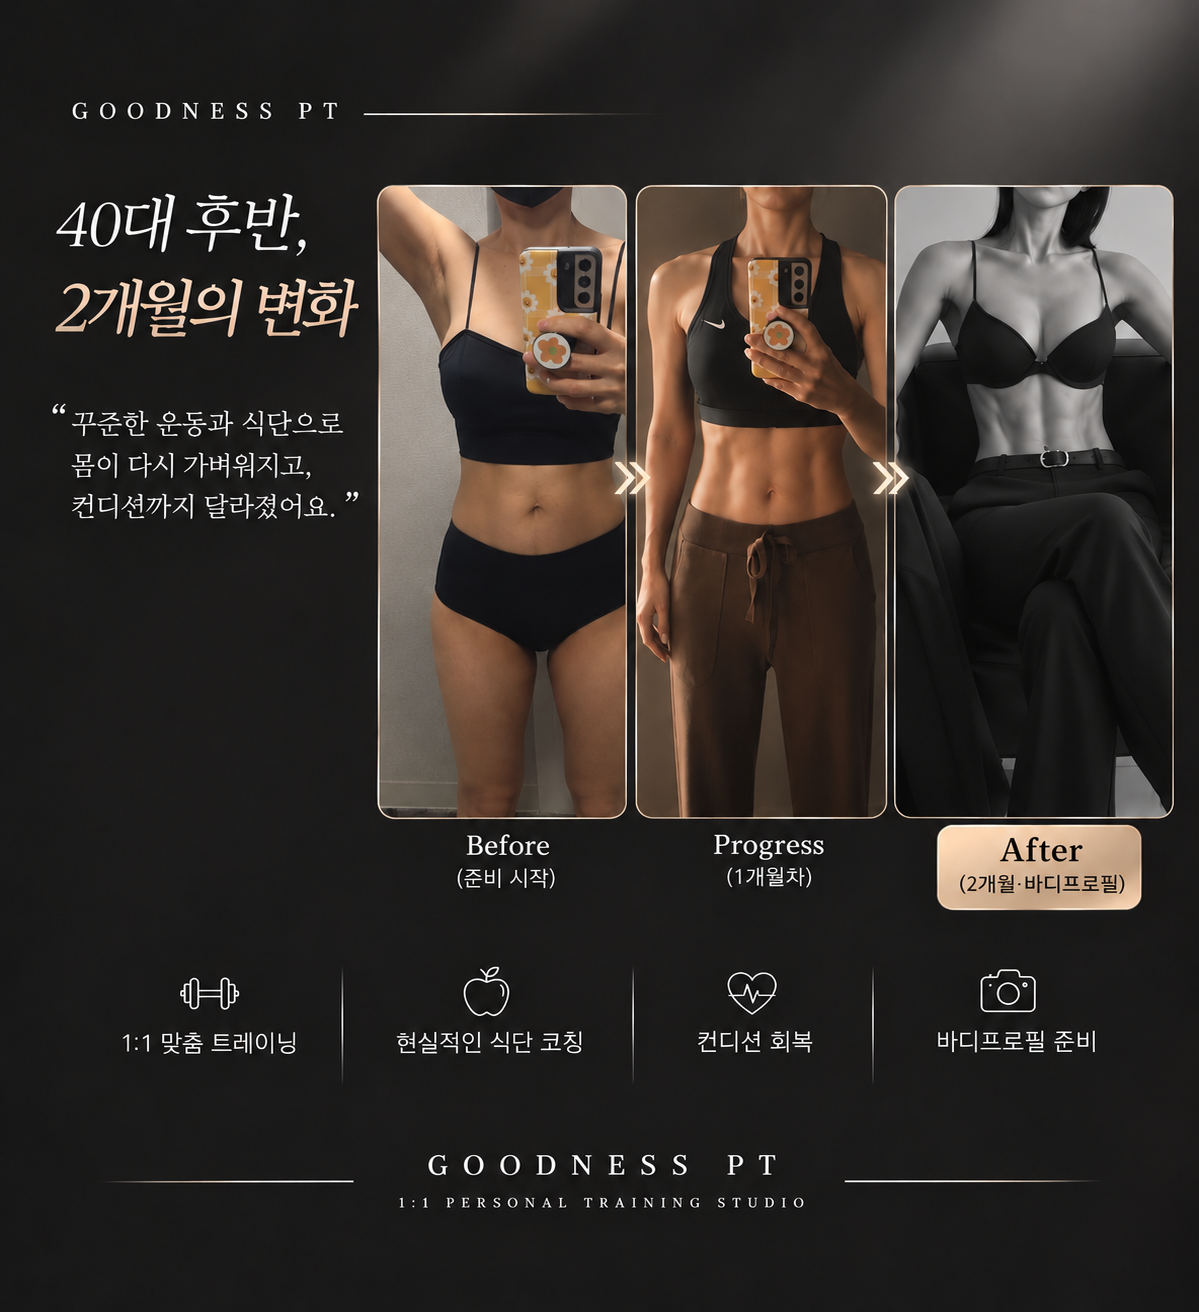 GOODNESS PT
40대 후반,
2개월의 변화
“꾸준한 운동과 식단으로
몸이 다시 가벼워지고,
컨디션까지 달라졌어요.”
Before
(준비 시작)
Progress
(1개월차)
After
(2개월·바디프로필)
1:1 맞춤 트레이닝
현실적인 식단 코칭
컨디션 회복
바디프로필 준비
GOODNESS PT
1:1 PERSONAL TRAINING STUDIO